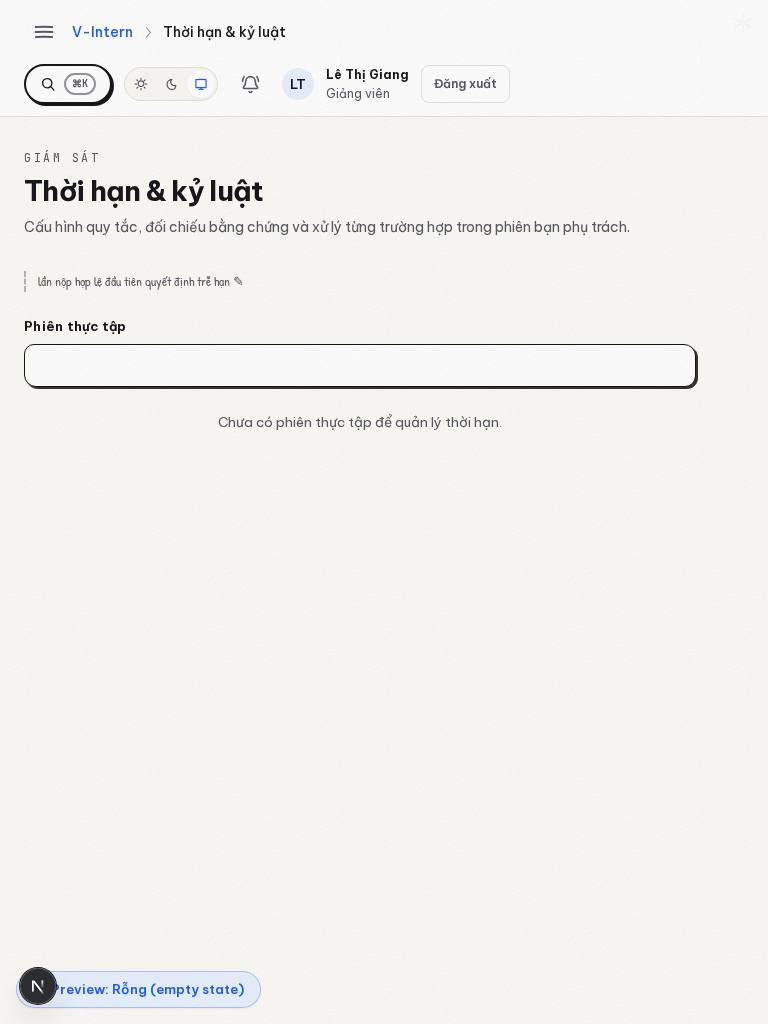 V-Intern > Thời hạn & kỷ luật
⌘K
LT
Lê Thị Giang
Giảng viên
Đăng xuất
GIÁM SÁT
Thời hạn & kỷ luật
Cấu hình quy tắc, đối chiếu bằng chứng và xử lý từng trường hợp trong phiên bạn phụ trách.
lần nộp hợp lệ đầu tiên quyết định trễ hạn ✎
Phiên thực tập
Chưa có phiên thực tập để quản lý thời hạn.
N
Preview: Rỗng (empty state)